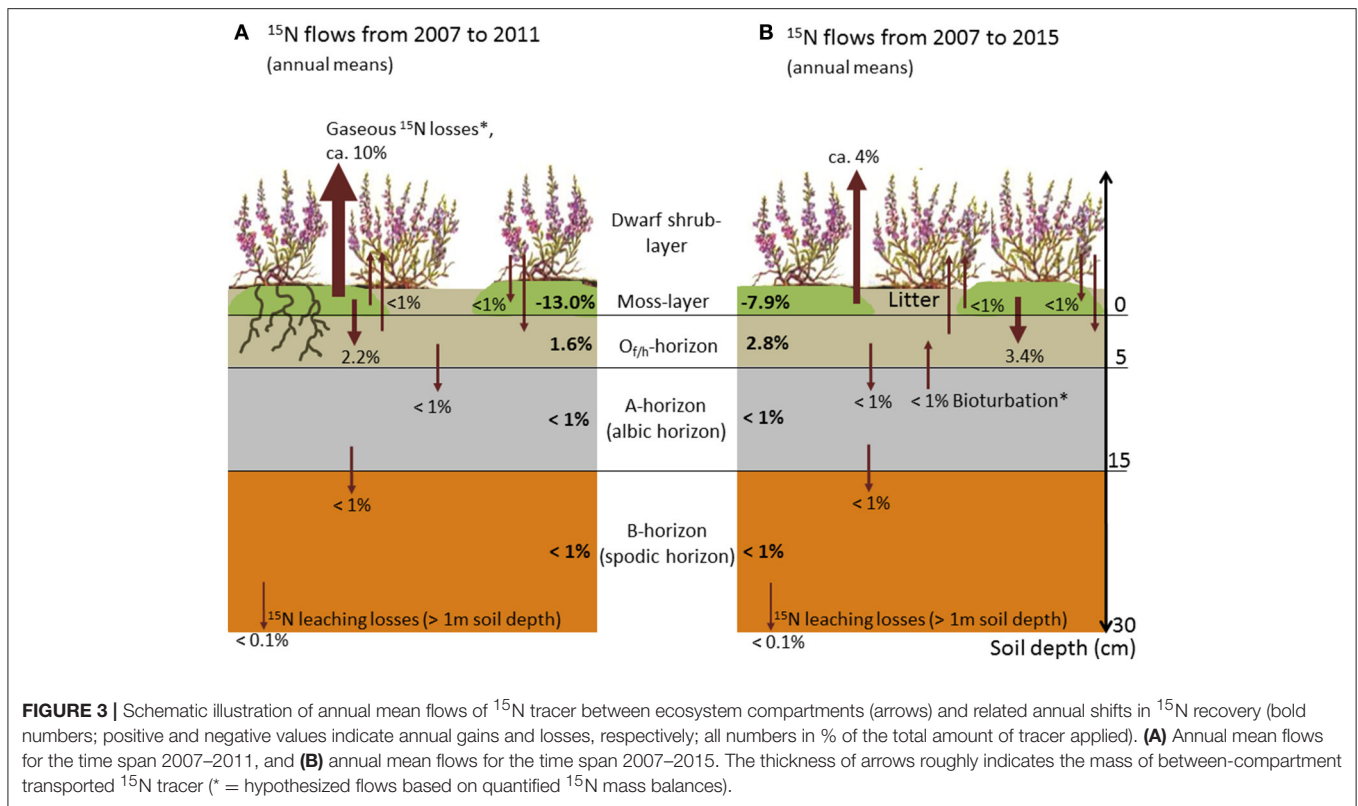 A ¹⁵N flows from 2007 to 2011
(annual means)
B ¹⁵N flows from 2007 to 2015
(annual means)
Gaseous ¹⁵N losses*,
ca. 10%
ca. 4%
Dwarf shrub-
layer
<1%
<1%
-13.0%
Moss-layer
-7.9%
Litter
<1%
<1%
0
2.2%
1.6%
Of/h-horizon
2.8%
3.4%
5
< 1%
< 1%
A-horizon
(albic horizon)
< 1%
< 1%
< 1% Bioturbation*
15
< 1%
< 1%
B-horizon
(spodic horizon)
< 1%
< 1%
¹⁵N leaching losses (> 1m soil depth)
< 0.1%
¹⁵N leaching losses (> 1m soil depth)
< 0.1%
30
Soil depth (cm)
FIGURE 3 | Schematic illustration of annual mean flows of ¹⁵N tracer between ecosystem compartments (arrows) and related annual shifts in ¹⁵N recovery (bold
numbers; positive and negative values indicate annual gains and losses, respectively; all numbers in % of the total amount of tracer applied). (A) Annual mean flows
for the time span 2007–2011, and (B) annual mean flows for the time span 2007–2015. The thickness of arrows roughly indicates the mass of between-compartment
transported ¹⁵N tracer (* = hypothesized flows based on quantified ¹⁵N mass balances).